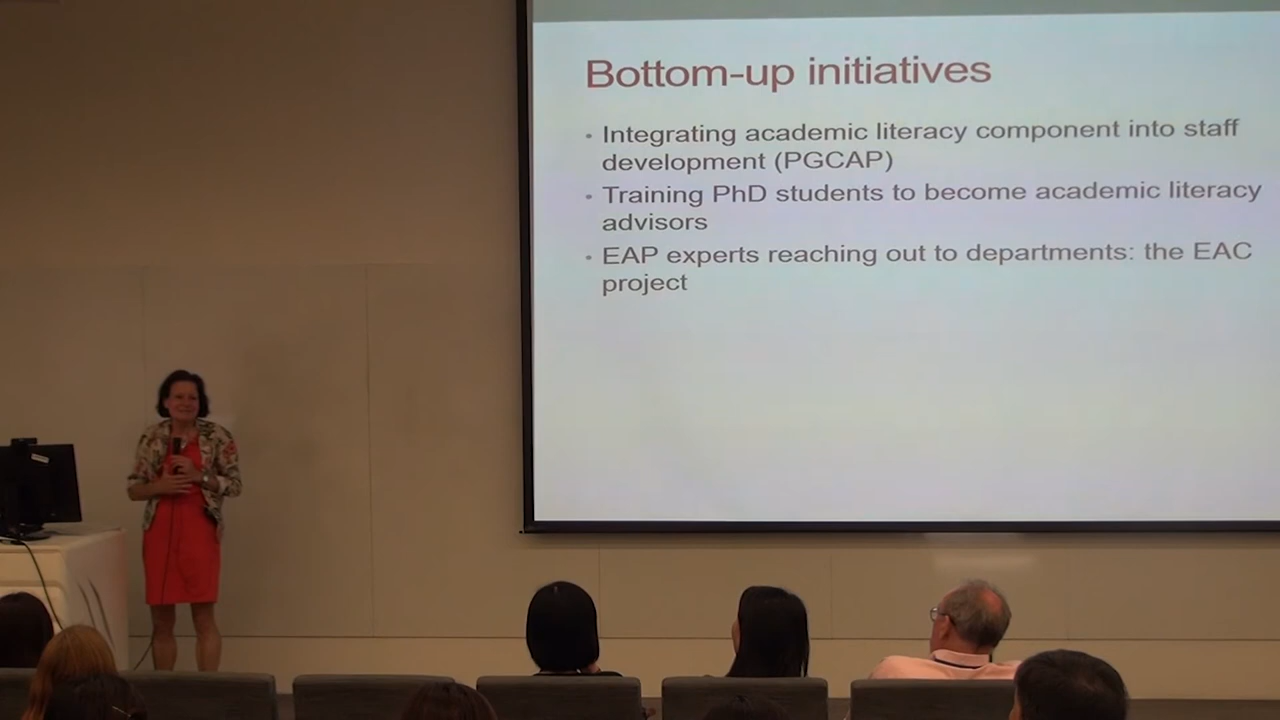 Bottom-up initiatives
• Integrating academic literacy component into staff
development (PGCAP)
• Training PhD students to become academic literacy
advisors
• EAP experts reaching out to departments: the EAC
project